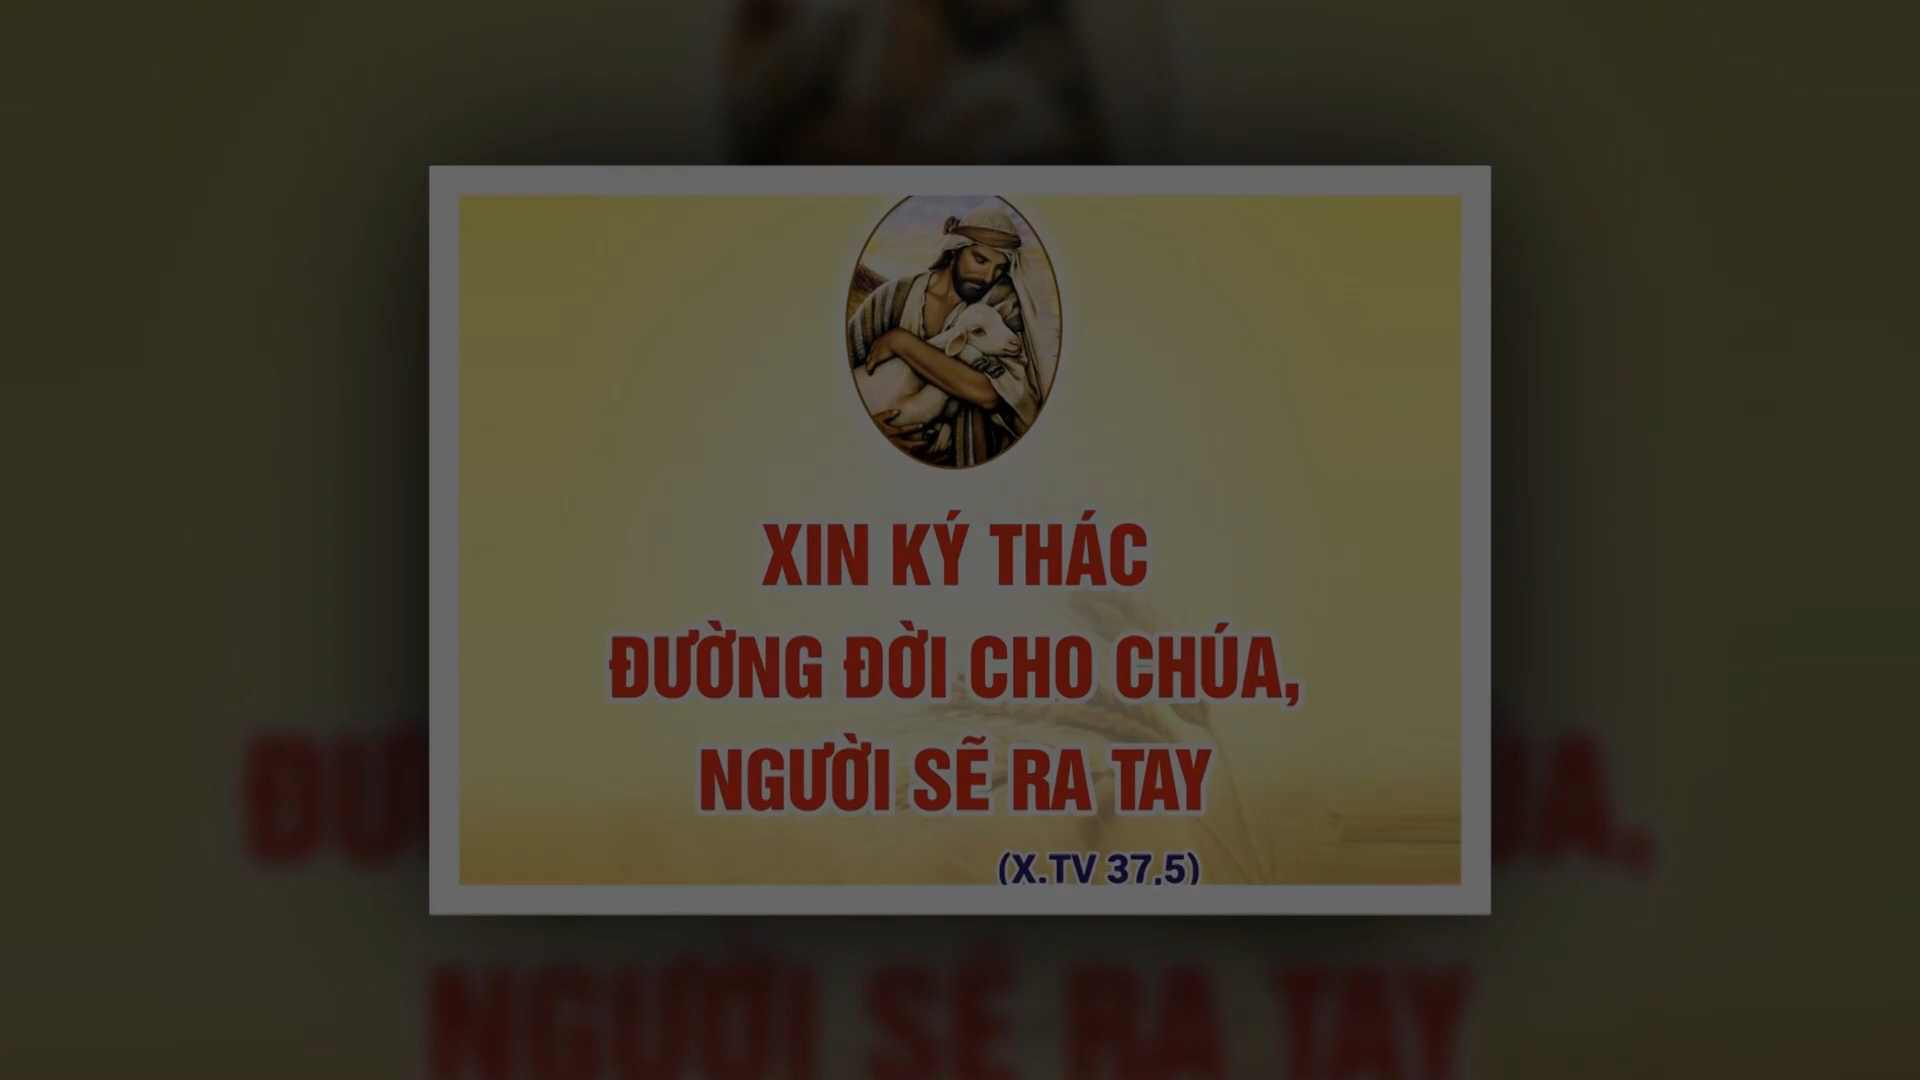 XIN KÝ THÁC
ĐƯỜNG ĐỜI CHO CHÚA,
NGƯỜI SẼ RA TAY
(X.TV 37,5)